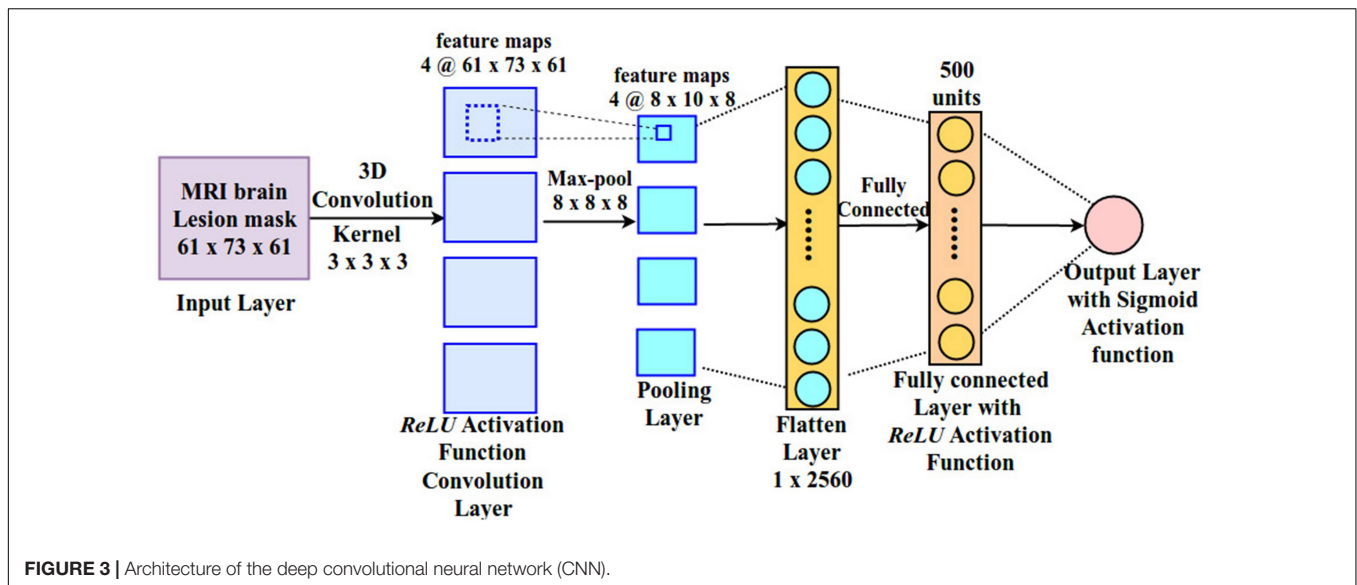 feature maps
4 @ 61 x 73 x 61
feature maps
4 @ 8 x 10 x 8
500
units
MRI brain
Lesion mask
61 x 73 x 61
Input Layer
3D
Convolution
Kernel
3 x 3 x 3
Max-pool
8 x 8 x 8
Fully
Connected
ReLU Activation
Function
Convolution
Layer
Pooling
Layer
Flatten
Layer
1 x 2560
Fully connected
Layer with
ReLU Activation
Function
Output Layer
with Sigmoid
Activation
function
FIGURE 3 | Architecture of the deep convolutional neural network (CNN).